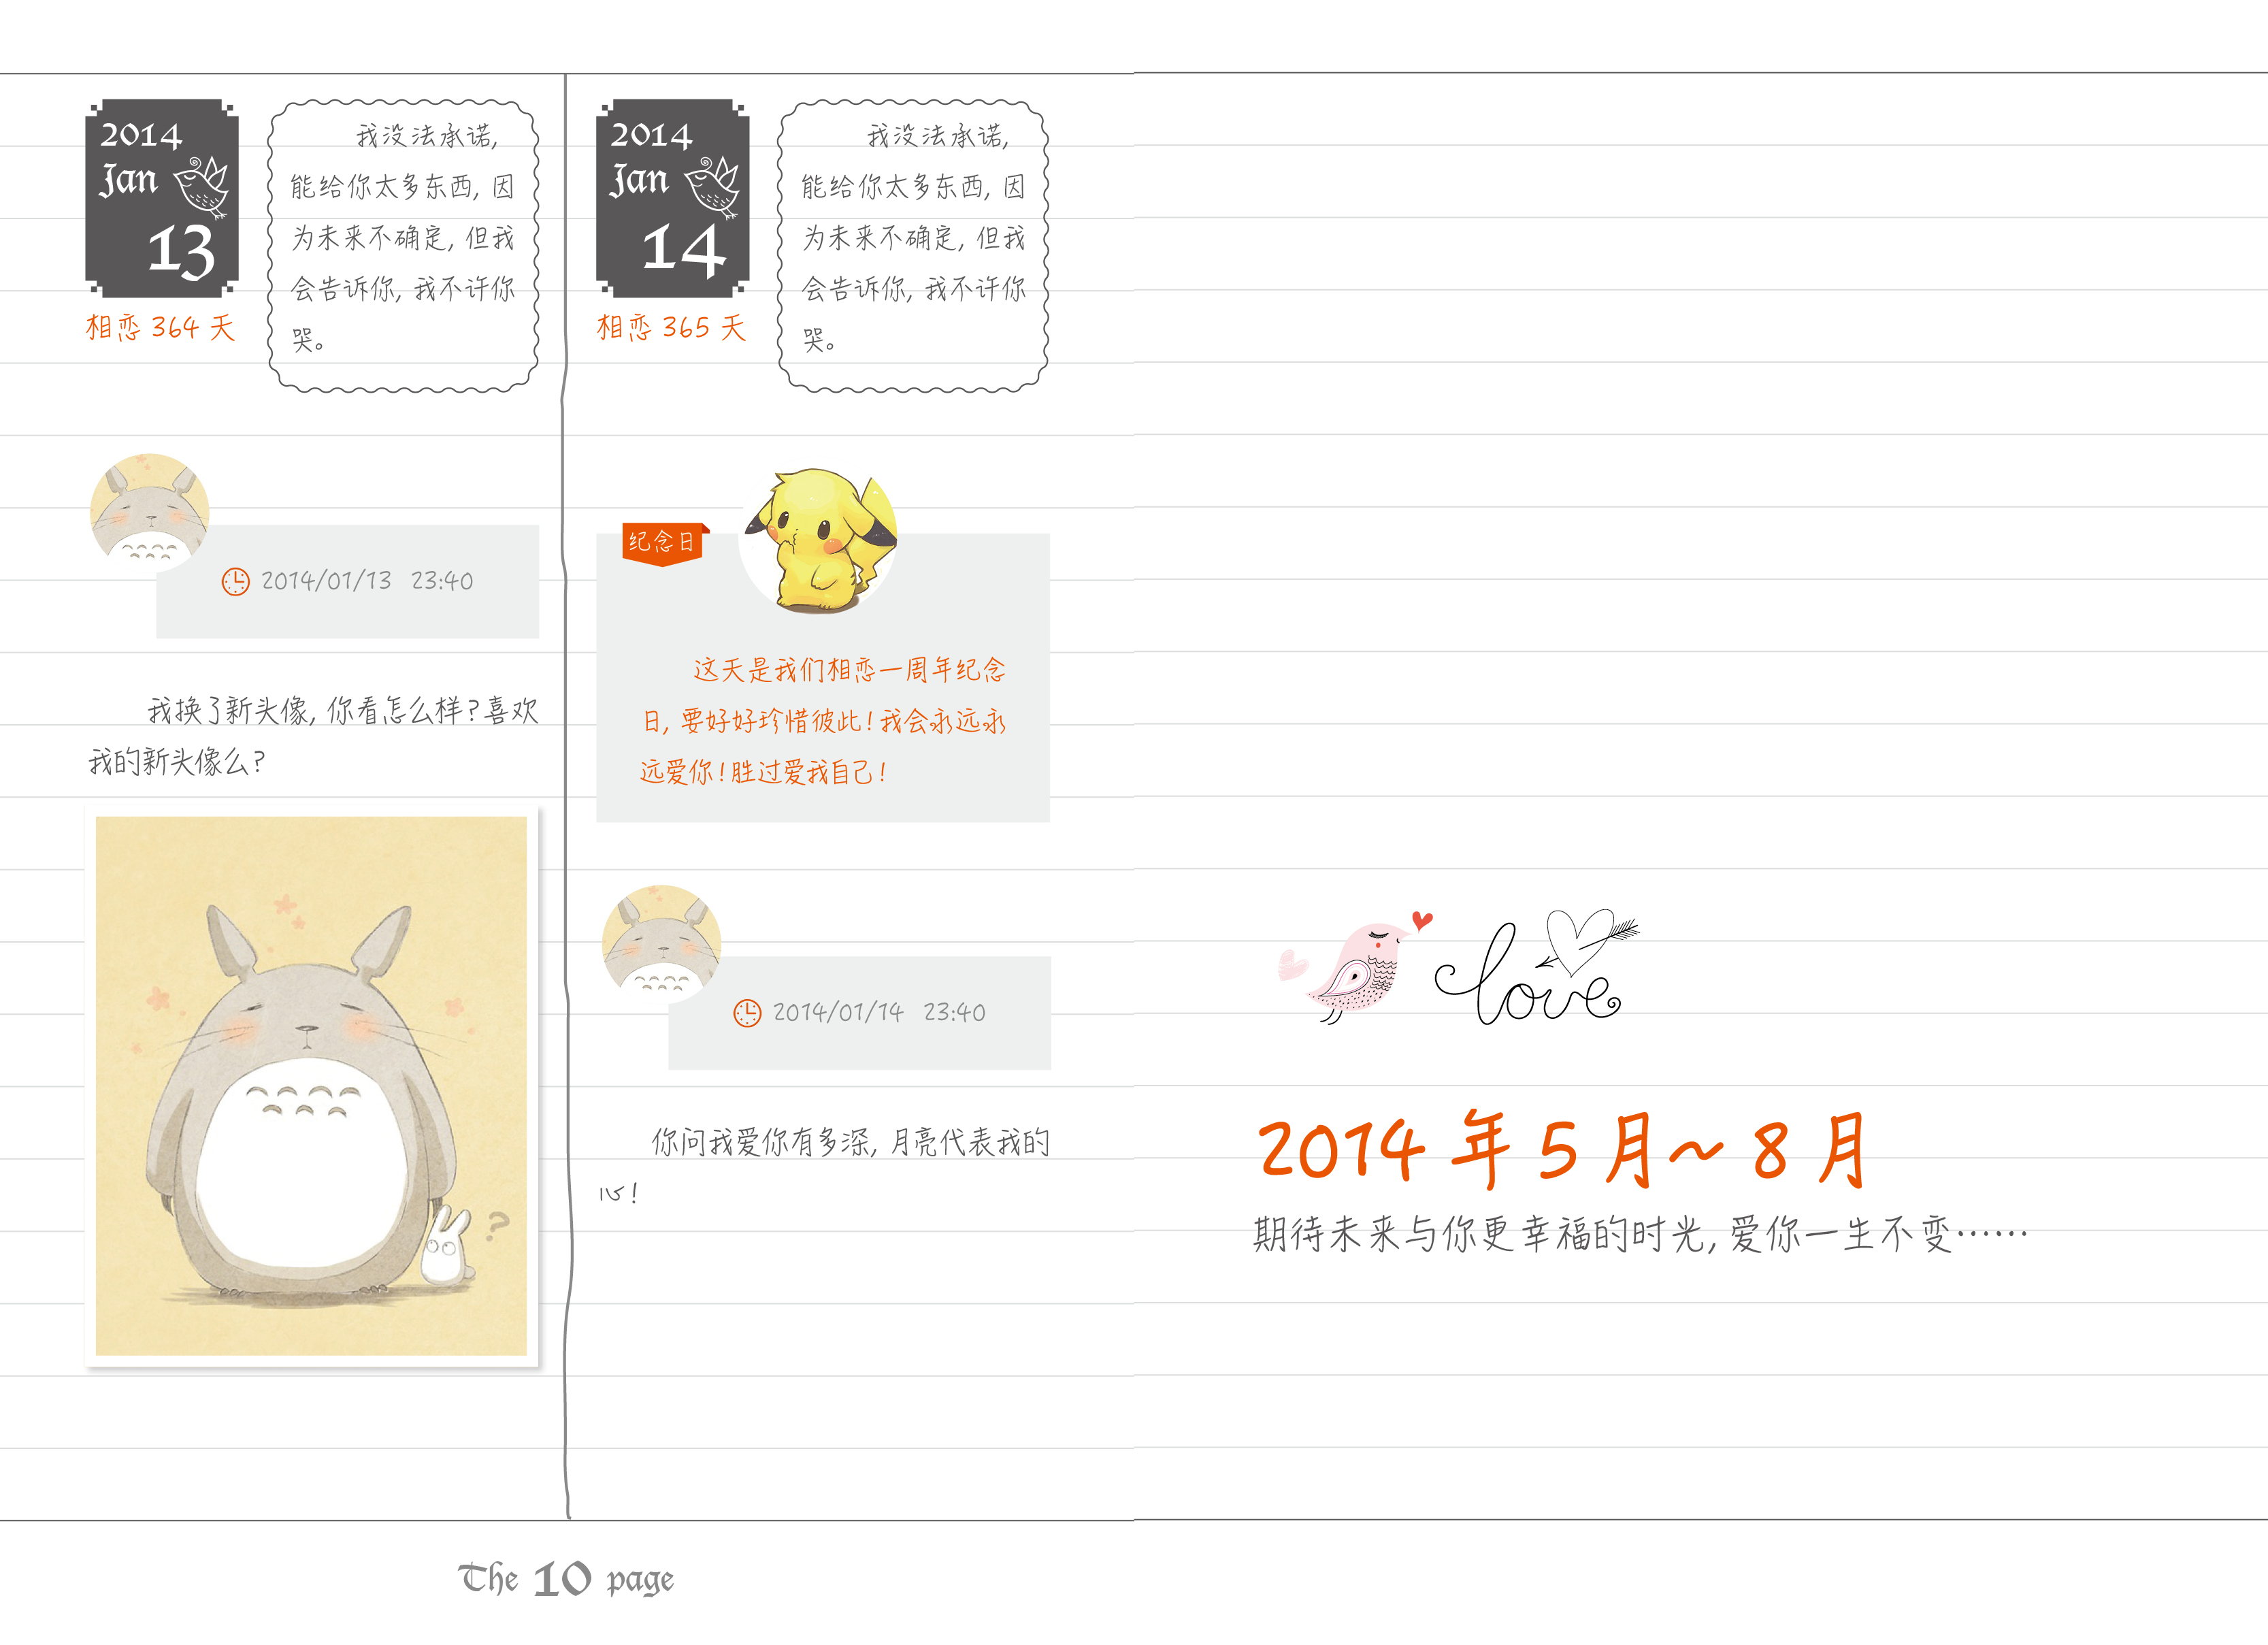 2014
Jan
13
相恋 364 天
我没法承诺,
能给你太多东西, 因
为未来不确定, 但我
会告诉你, 我不许你
哭。
2014/01/13 23:40
我换了新头像, 你看怎么样?喜欢
我的新头像么?
?
2014
Jan
14
相恋 365 天
我没法承诺,
能给你太多东西, 因
为未来不确定, 但我
会告诉你, 我不许你
哭。
纪念日
这天是我们相恋一周年纪念
日, 要好好珍惜彼此!我会永远永
远爱你!胜过爱我自己!
2014/01/14 23:40
你问我爱你有多深, 月亮代表我的
心!
The 10 page
love
2014 年 5 月~ 8 月
期待未来与你更幸福的时光, 爱你一生不变……